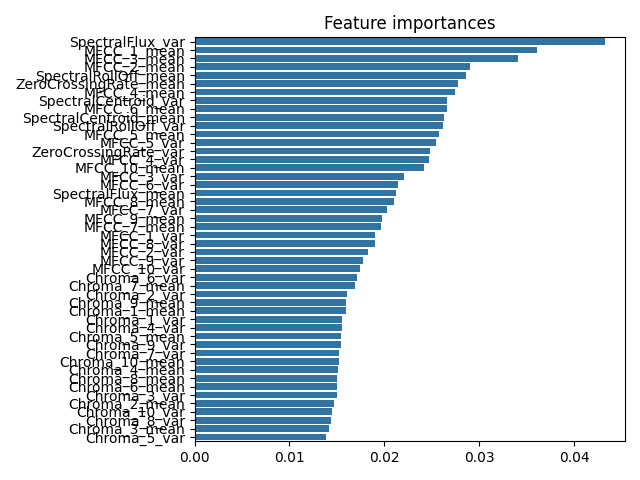 Feature importances
SpectralFlux_var
MFCC_1_mean
MFCC_3_mean
MFCC_2_mean
SpectralRollOff_mean
ZeroCrossingRate_mean
MFCC_4_mean
SpectralCentroid_var
MFCC_6_mean
SpectralCentroid_mean
SpectralRollOff_var
MFCC_5_mean
MFCC_5_var
ZeroCrossingRate_var
MFCC_4_var
MFCC_10_mean
MFCC_3_var
MFCC_6_var
SpectralFlux_mean
MFCC_8_mean
MFCC_7_var
MFCC_9_mean
MFCC_7_mean
MFCC_1_var
MFCC_8_var
MFCC_2_var
MFCC_9_var
MFCC_10_var
Chroma_6_var
Chroma_7_mean
Chroma_2_var
Chroma_9_mean
Chroma_1_mean
Chroma_1_var
Chroma_4_var
Chroma_5_mean
Chroma_9_var
Chroma_7_var
Chroma_10_mean
Chroma_4_mean
Chroma_8_mean
Chroma_6_mean
Chroma_3_var
Chroma_2_mean
Chroma_10_var
Chroma_8_var
Chroma_3_mean
Chroma_5_var
0.00 0.01 0.02 0.03 0.04